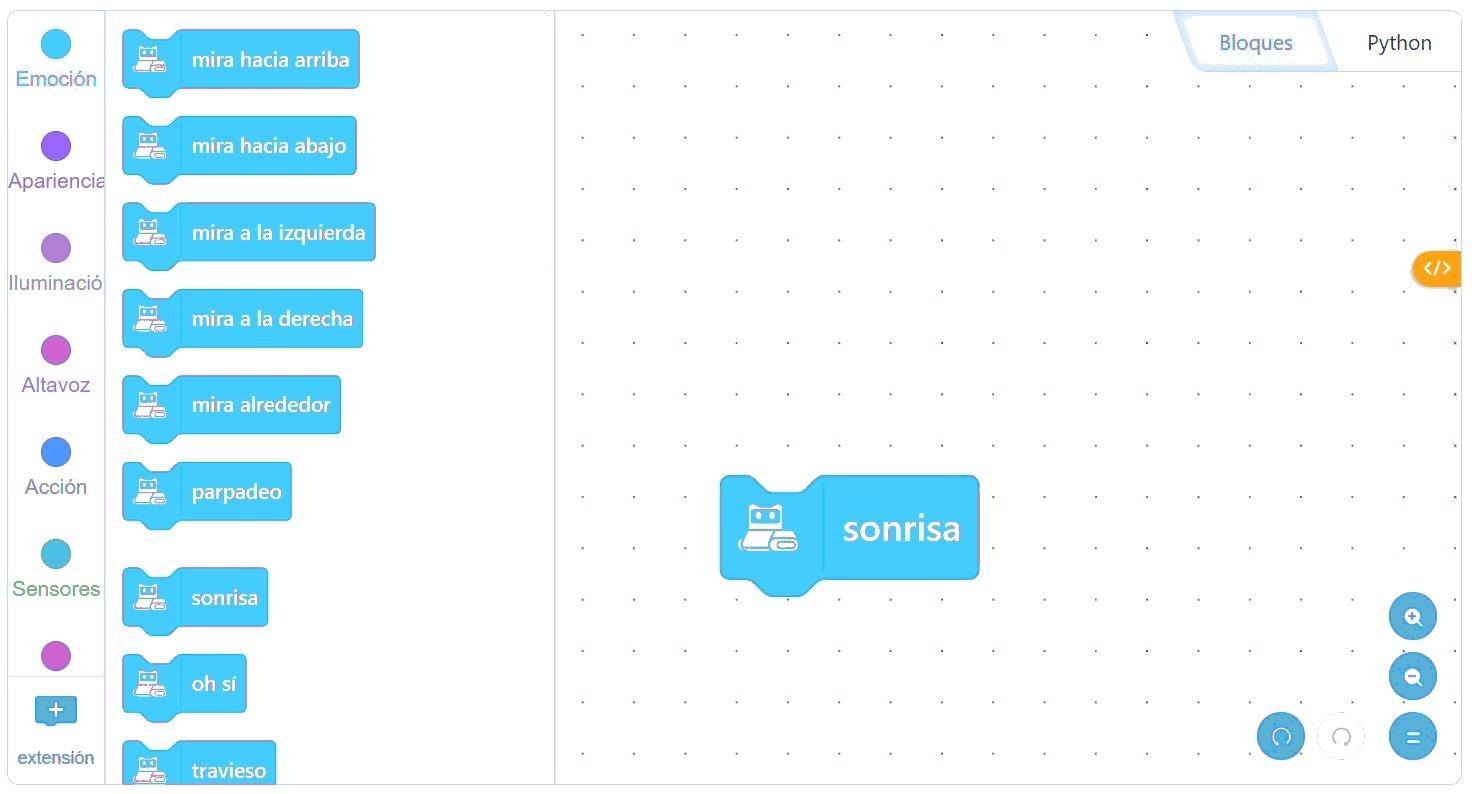 Emoción
Apariencia
Iluminació
Altavoz
Acción
Sensores
extensión
mira hacia arriba
mira hacia abajo
mira a la izquierda
mira a la derecha
mira alrededor
parpadeo
sonrisa
oh sí
travieso
Bloques
Python
</>
sonrisa